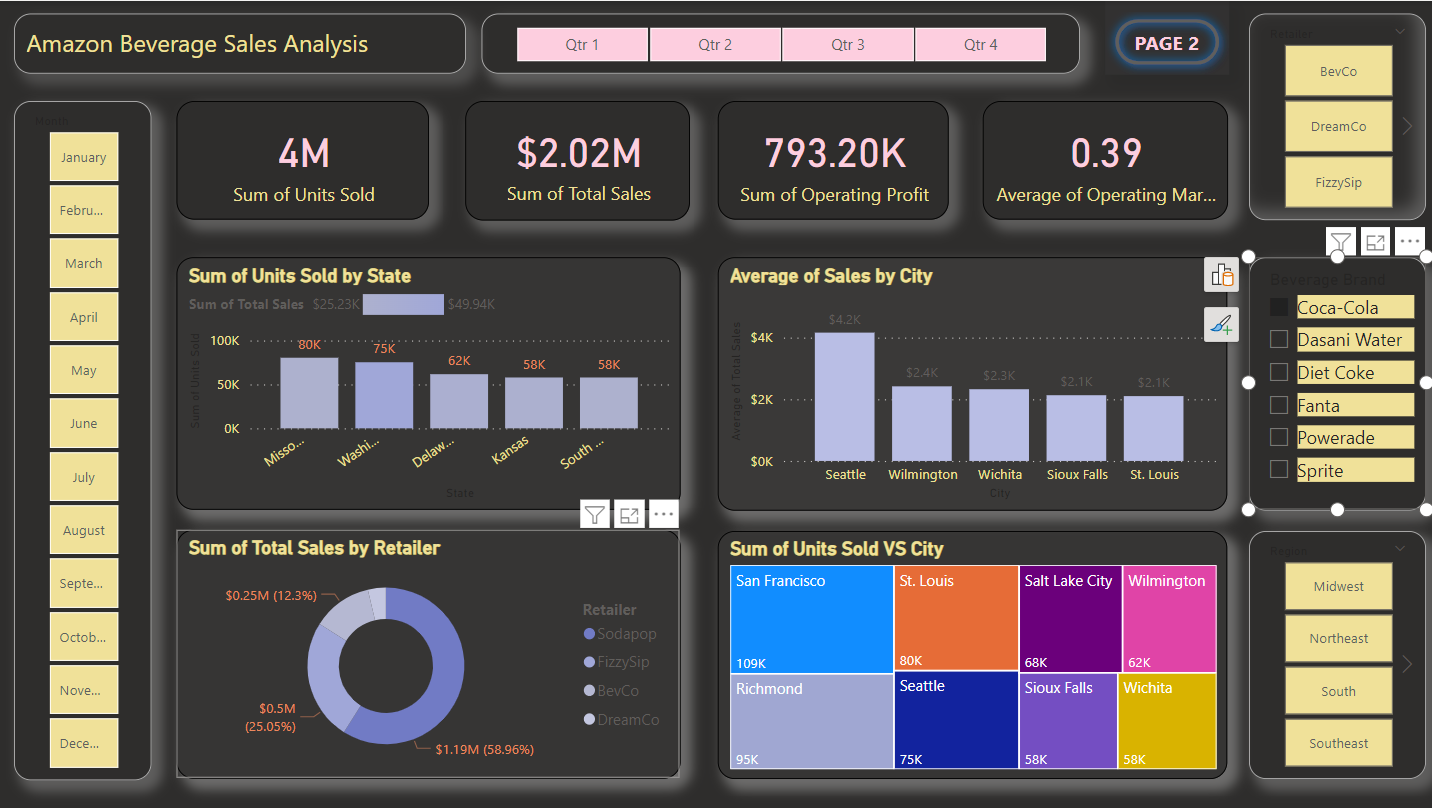 Amazon Beverage Sales Analysis
Qtr 1
Qtr 2
Qtr 3
Qtr 4
PAGE 2
Retailer
BevCo
DreamCo
FizzySip
Month
January
Febru...
March
April
May
June
July
August
Septe...
Octob...
Nove...
Dece...
4M
Sum of Units Sold
$2.02M
Sum of Total Sales
793.20K
Sum of Operating Profit
0.39
Average of Operating Mar...
Sum of Units Sold by State
Sum of Total Sales $25.23K $49.94K
Sum of Units Sold
100K
50K
0K
80K
75K
62K
58K
58K
Misso...
Washi...
Delaw...
Kansas
South ...
State
Average of Sales by City
Average of Total Sales
$4K
$2K
$0K
$4.2K
$2.4K
$2.3K
$2.1K
$2.1K
Seattle
Wilmington
Wichita
Sioux Falls
St. Louis
City
Beverage Brand
Coca-Cola
Dasani Water
Diet Coke
Fanta
Powerade
Sprite
Sum of Total Sales by Retailer
$0.25M (12.3%)
$0.5M
(25.05%)
$1.19M (58.96%)
Retailer
Sodapop
FizzySip
BevCo
DreamCo
Sum of Units Sold VS City
San Francisco
109K
St. Louis
80K
Salt Lake City
68K
Wilmington
62K
Richmond
95K
Seattle
75K
Sioux Falls
58K
Wichita
58K
Region
Midwest
Northeast
South
Southeast